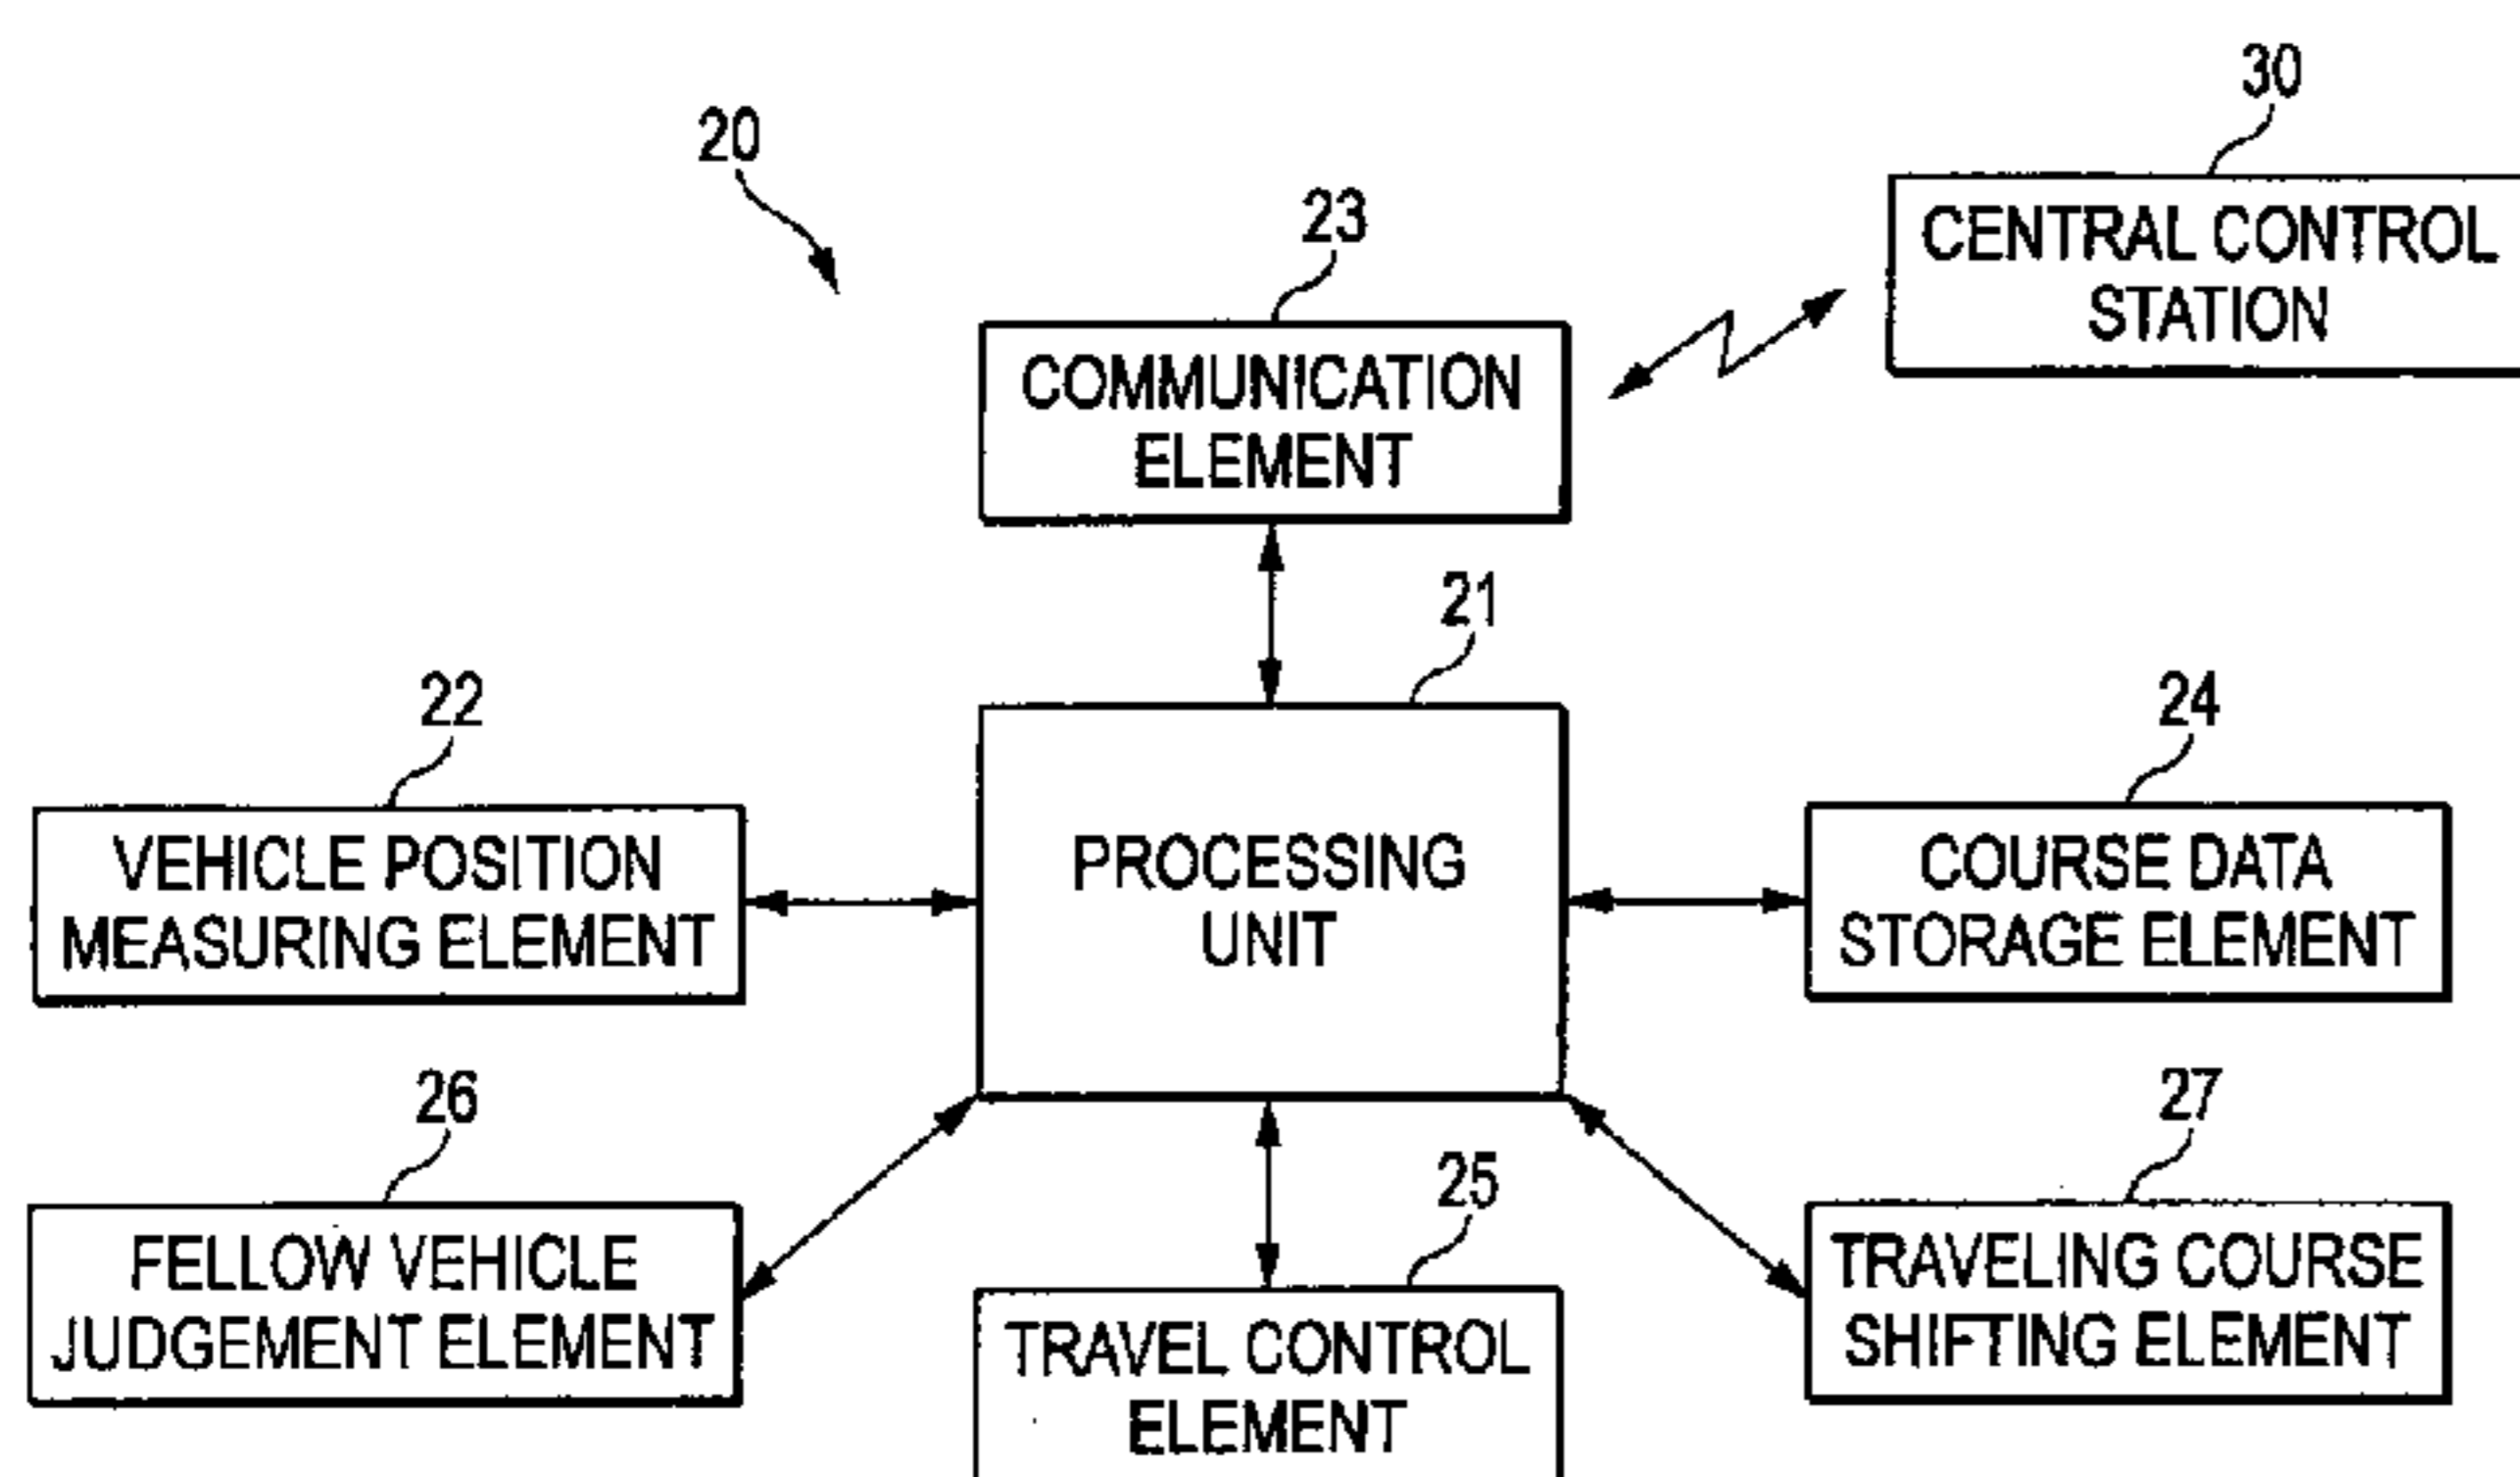 30
20
23
CENTRAL CONTROL
STATION
COMMUNICATION
ELEMENT
21
22
24
VEHICLE POSITION
MEASURING ELEMENT
PROCESSING
UNIT
COURSE DATA
STORAGE ELEMENT
26
27
25
FELLOW VEHICLE
JUDGEMENT ELEMENT
TRAVEL CONTROL
ELEMENT
TRAVELING COURSE
SHIFTING ELEMENT